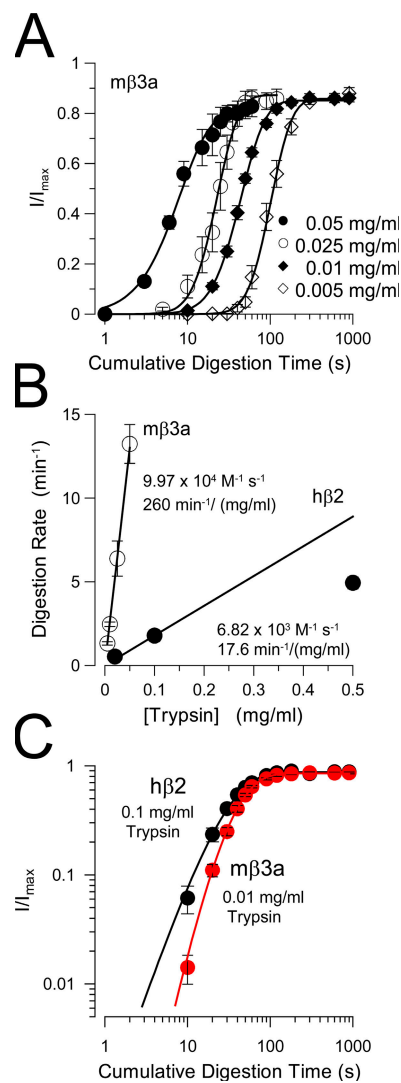 A
mβ3a
I/Imax
1
0.8
0.6
0.4
0.2
0
0.05 mg/ml
0.025 mg/ml
0.01 mg/ml
0.005 mg/ml
1 10 100 1000
Cumulative Digestion Time (s)
B
Digestion Rate (min⁻¹)
15
10
5
0
mβ3a
9.97 x 10⁴ M⁻¹ s⁻¹
260 min⁻¹/ (mg/ml)
hβ2
6.82 x 10³ M⁻¹ s⁻¹
17.6 min⁻¹/(mg/ml)
0.0 0.1 0.2 0.3 0.4 0.5
[Trypsin] (mg/ml)
C
I/Imax
1
0.1
0.01
hβ2
0.1 mg/ml
Trypsin
mβ3a
0.01 mg/ml
Trypsin
1 10 100 1000
Cumulative Digestion Time (s)